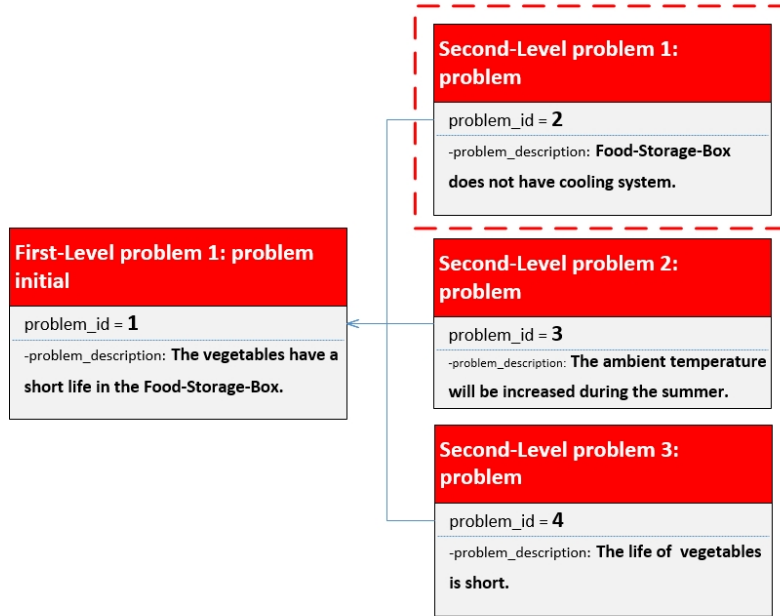 First-Level problem 1: problem
initial
problem_id = 1
-problem_description: The vegetables have a
short life in the Food-Storage-Box.
Second-Level problem 1:
problem
problem_id = 2
-problem_description: Food-Storage-Box
does not have cooling system.
Second-Level problem 2:
problem
problem_id = 3
-problem_description: The ambient temperature
will be increased during the summer.
Second-Level problem 3:
problem
problem_id = 4
-problem_description: The life of vegetables
is short.